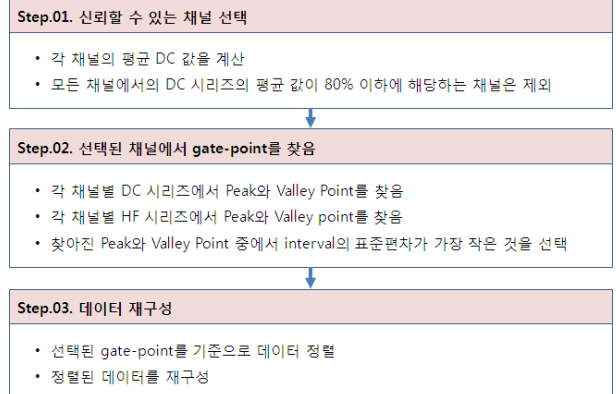 Step.01. 신뢰할 수 있는 채널 선택
• 각 채널의 평균 DC 값을 계산
• 모든 채널에서의 DC 시리즈의 평균 값이 80% 이하에 해당하는 채널은 제외
Step.02. 선택된 채널에서 gate-point를 찾음
• 각 채널별 DC 시리즈에서 Peak와 Valley Point를 찾음
• 각 채널별 HF 시리즈에서 Peak와 Valley point를 찾음
• 찾아진 Peak와 Valley Point 중에서 interval의 표준편차가 가장 작은 것을 선택
Step.03. 데이터 재구성
• 선택된 gate-point를 기준으로 데이터 정렬
• 정렬된 데이터를 재구성